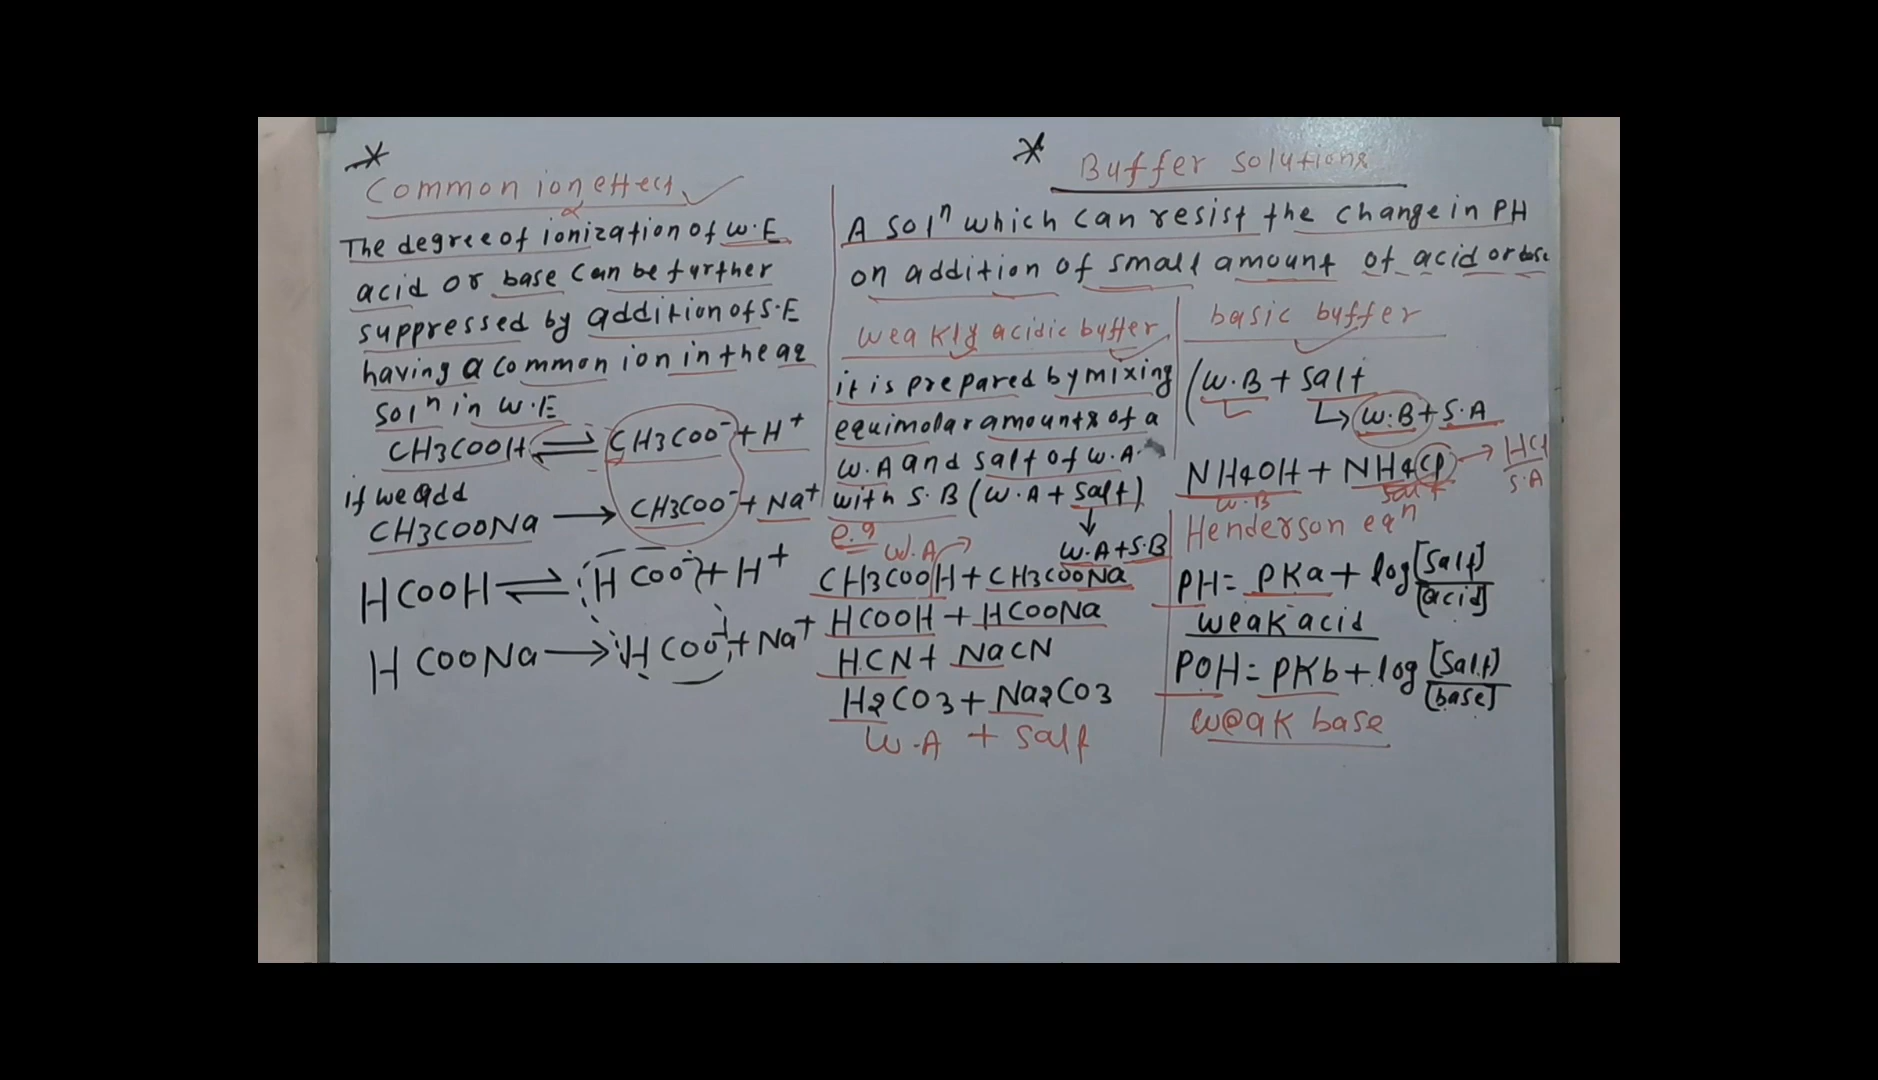 Common ion effect
α
The degree of ionization of W.E
acid or base can be further
suppressed by addition of S.E
having a common ion in the aq
solⁿ in W.E
CH3COOH ⇌ CH3COO⁻ + H⁺
if we add
CH3COONa ⟶ CH3COO⁻ + Na⁺
HCOOH ⇌ HCOO⁻ + H⁺
HCOONa ⟶ HCOO⁻ + Na⁺
Buffer solutions
A solⁿ which can resist the change in PH
on addition of small amount of acid or base
weakly acidic buffer
it is prepared by mixing
equimolar amounts of a
W.A and salt of W.A.
with S.B (W.A + salt)
↓
W.A + S.B
e.g
W.A
CH3COOH + CH3COONa
HCOOH + HCOONa
HCN + NaCN
H2CO3 + Na2CO3
W.A + salt
basic buffer
(W.B + salt
↳ W.B + S.A
NH4OH + NH4Cl → HCl
W.B salt S.A
Henderson eqⁿ
PH = PKa + log [Salt]/[acid]
weak acid
POH = PKb + log [Salt]/[base]
weak base